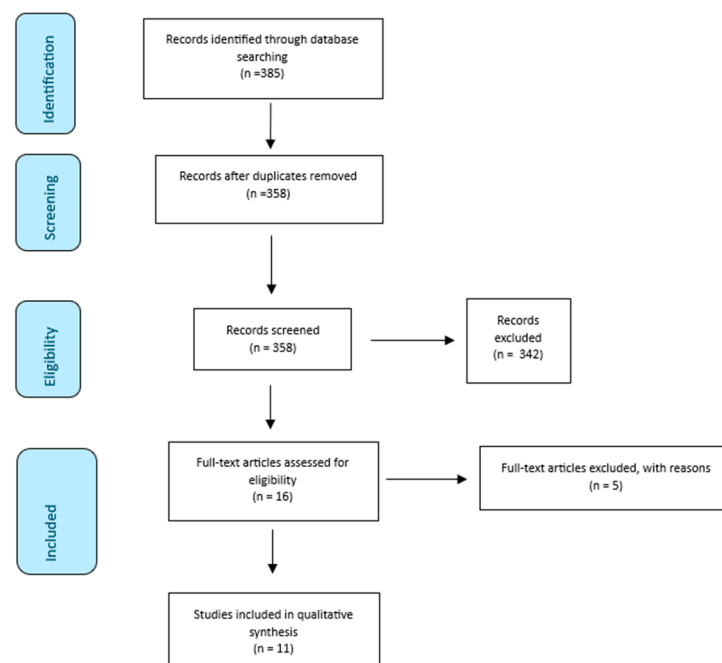 Identification
Records identified through database
searching
(n =385)
Screening
Records after duplicates removed
(n =358)
Eligibility
Records screened
(n = 358)
Records
excluded
(n = 342)
Included
Full-text articles assessed for
eligibility
(n = 16)
Full-text articles excluded, with reasons
(n = 5)
Studies included in qualitative
synthesis
(n = 11)